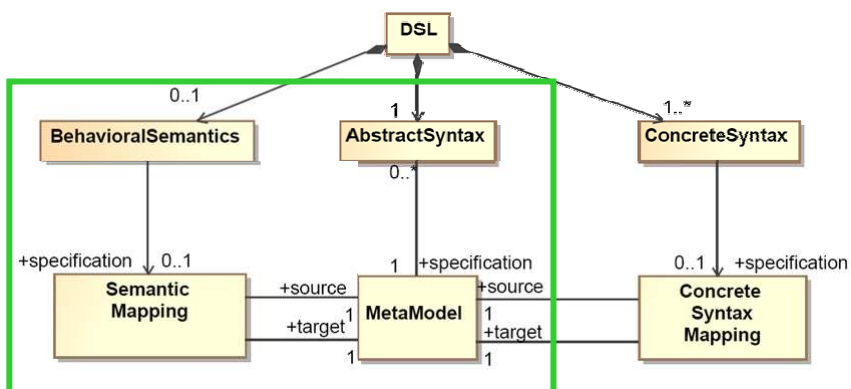 DSL
0..1
1
1..*
BehavioralSemantics
AbstractSyntax
ConcreteSyntax
0..*
+specification
0..1
1
+specification
0..1
+specification
Semantic
Mapping
+source
1
+target
1
MetaModel
+source
1
+target
1
Concrete
Syntax
Mapping